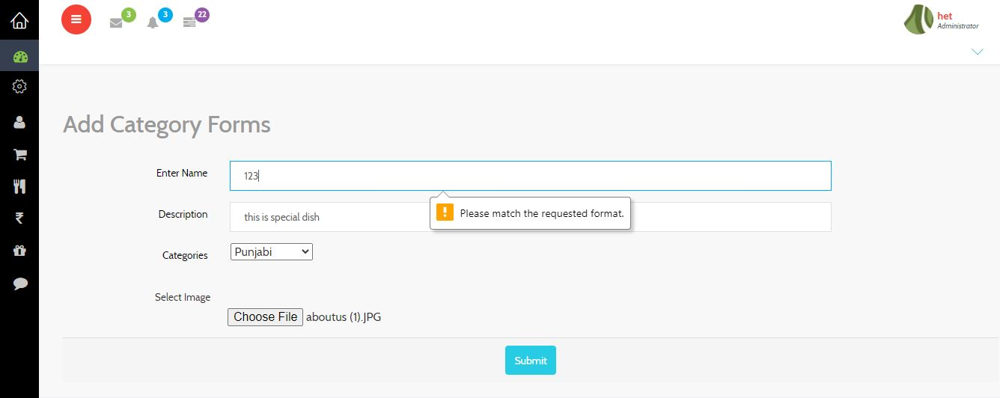 3
3
22
het
Administrator
Add Category Forms
Enter Name
123
Please match the requested format.
Description
this is special dish
Categories
Punjabi
Select Image
Choose File aboutus (1).JPG
Submit